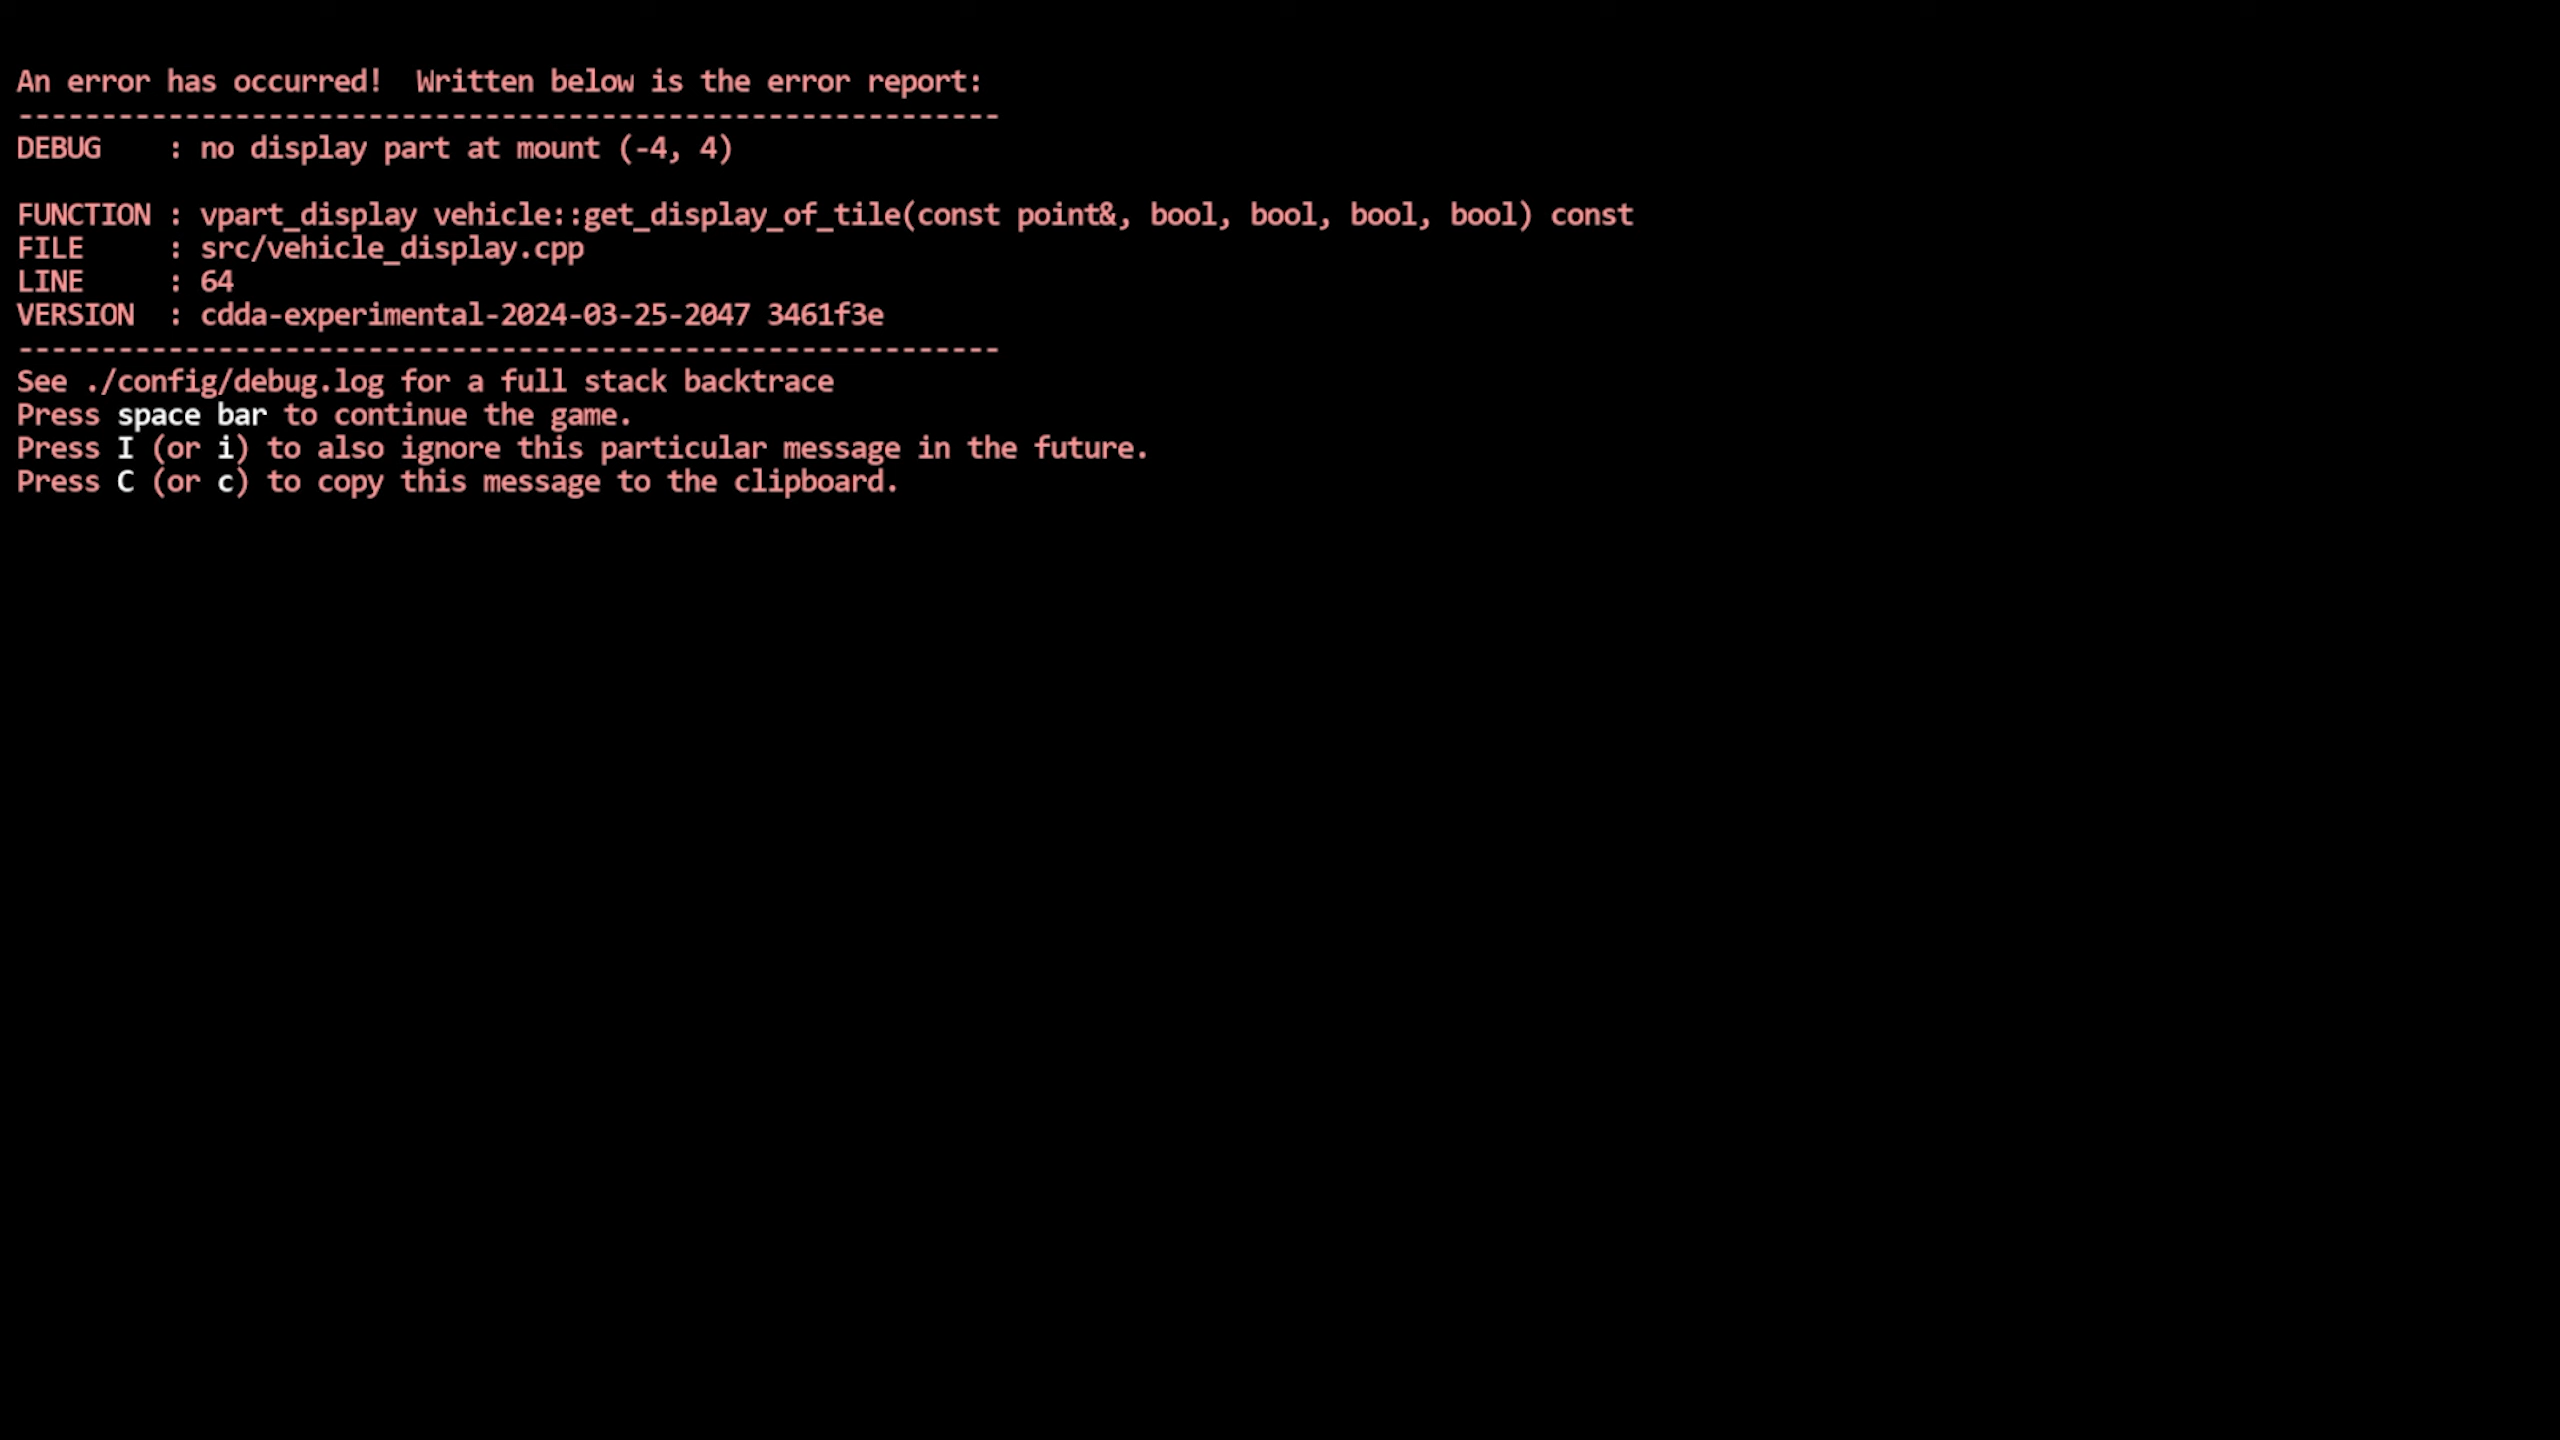 An error has occurred!  Written below is the error report:
-----------------------------------------------------------
DEBUG    : no display part at mount (-4, 4)
FUNCTION : vpart_display vehicle::get_display_of_tile(const point&, bool, bool, bool, bool) const
FILE     : src/vehicle_display.cpp
LINE     : 64
VERSION  : cdda-experimental-2024-03-25-2047 3461f3e
-----------------------------------------------------------
See ./config/debug.log for a full stack backtrace
Press space bar to continue the game.
Press I (or i) to also ignore this particular message in the future.
Press C (or c) to copy this message to the clipboard.